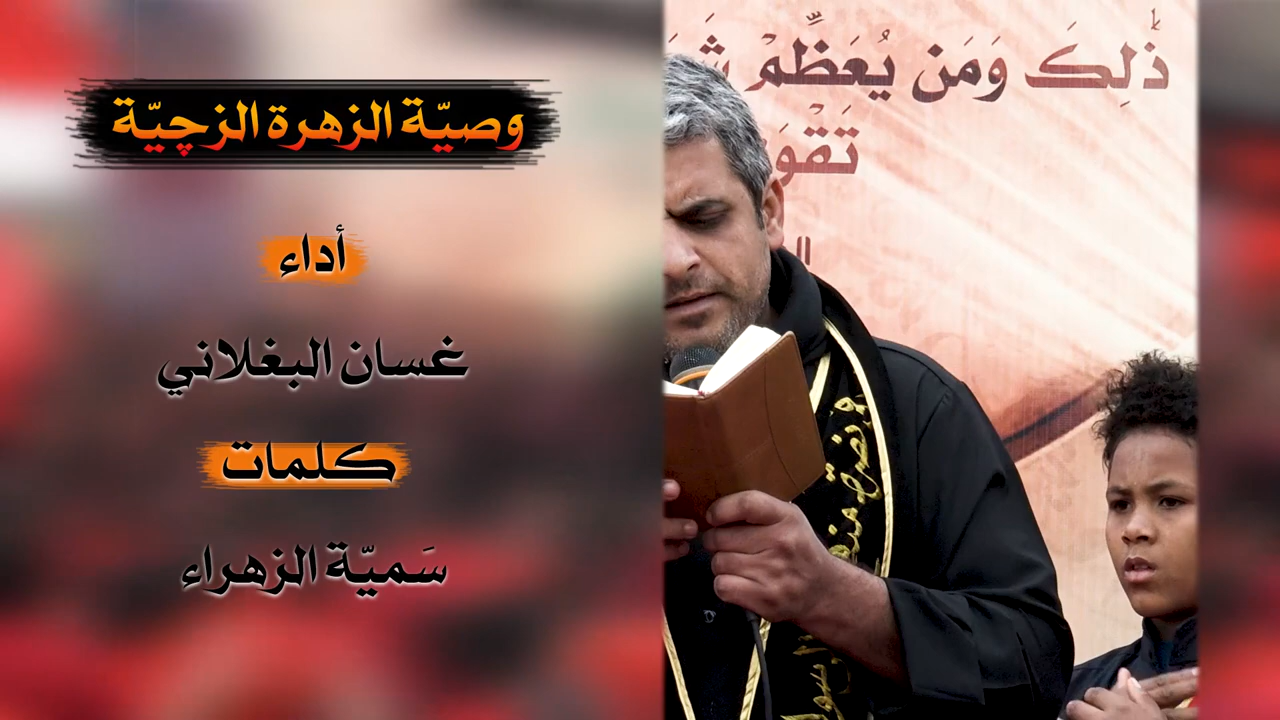 وصيّة الزهرة الزچيّة
أداء
غسان البغلاني
كلمات
سَميّة الزهراء
ذَٰلِكَ وَمَن يُعَظِّمْ